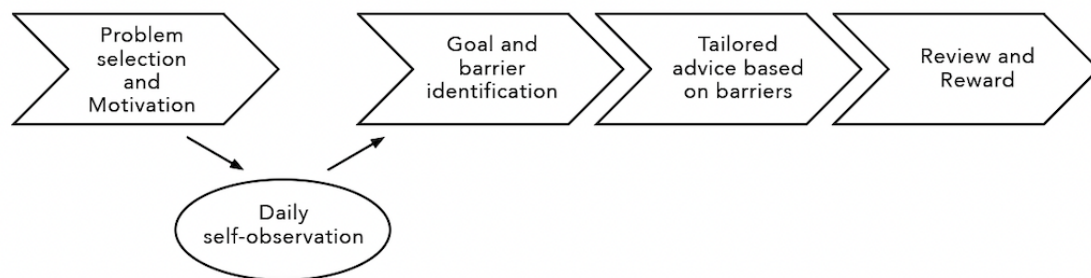 Problem
selection
and
Motivation
Daily
self-observation
Goal and
barrier
identification
Tailored
advice based
on barriers
Review and
Reward